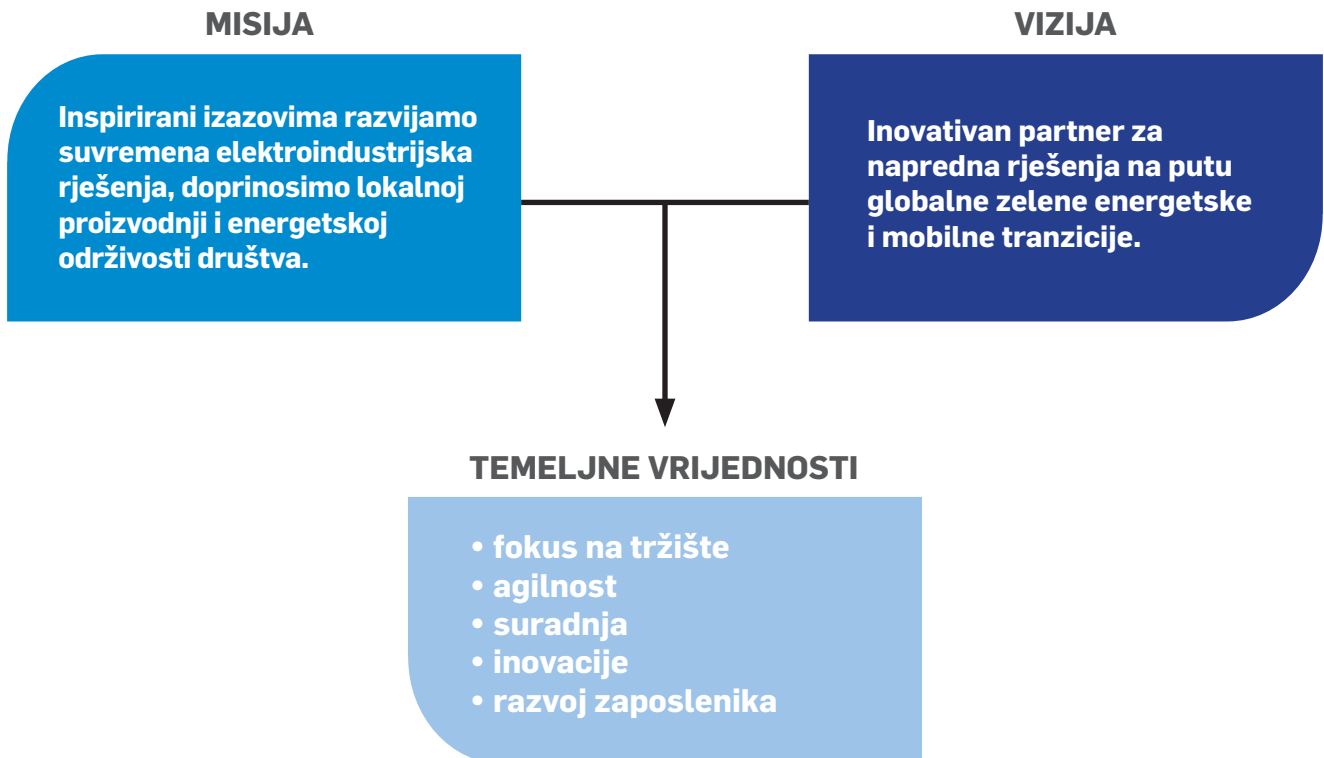 MISIJA
Inspirirani izazovima razvijamo
suvremena elektroindustrijska
rješenja, doprinosimo lokalnoj
proizvodnji i energetskoj
održivosti društva.
VIZIJA
Inovativan partner za
napredna rješenja na putu
globalne zelene energetske
i mobilne tranzicije.
TEMELJNE VRIJEDNOSTI
• fokus na tržište
• agilnost
• suradnja
• inovacije
• razvoj zaposlenika